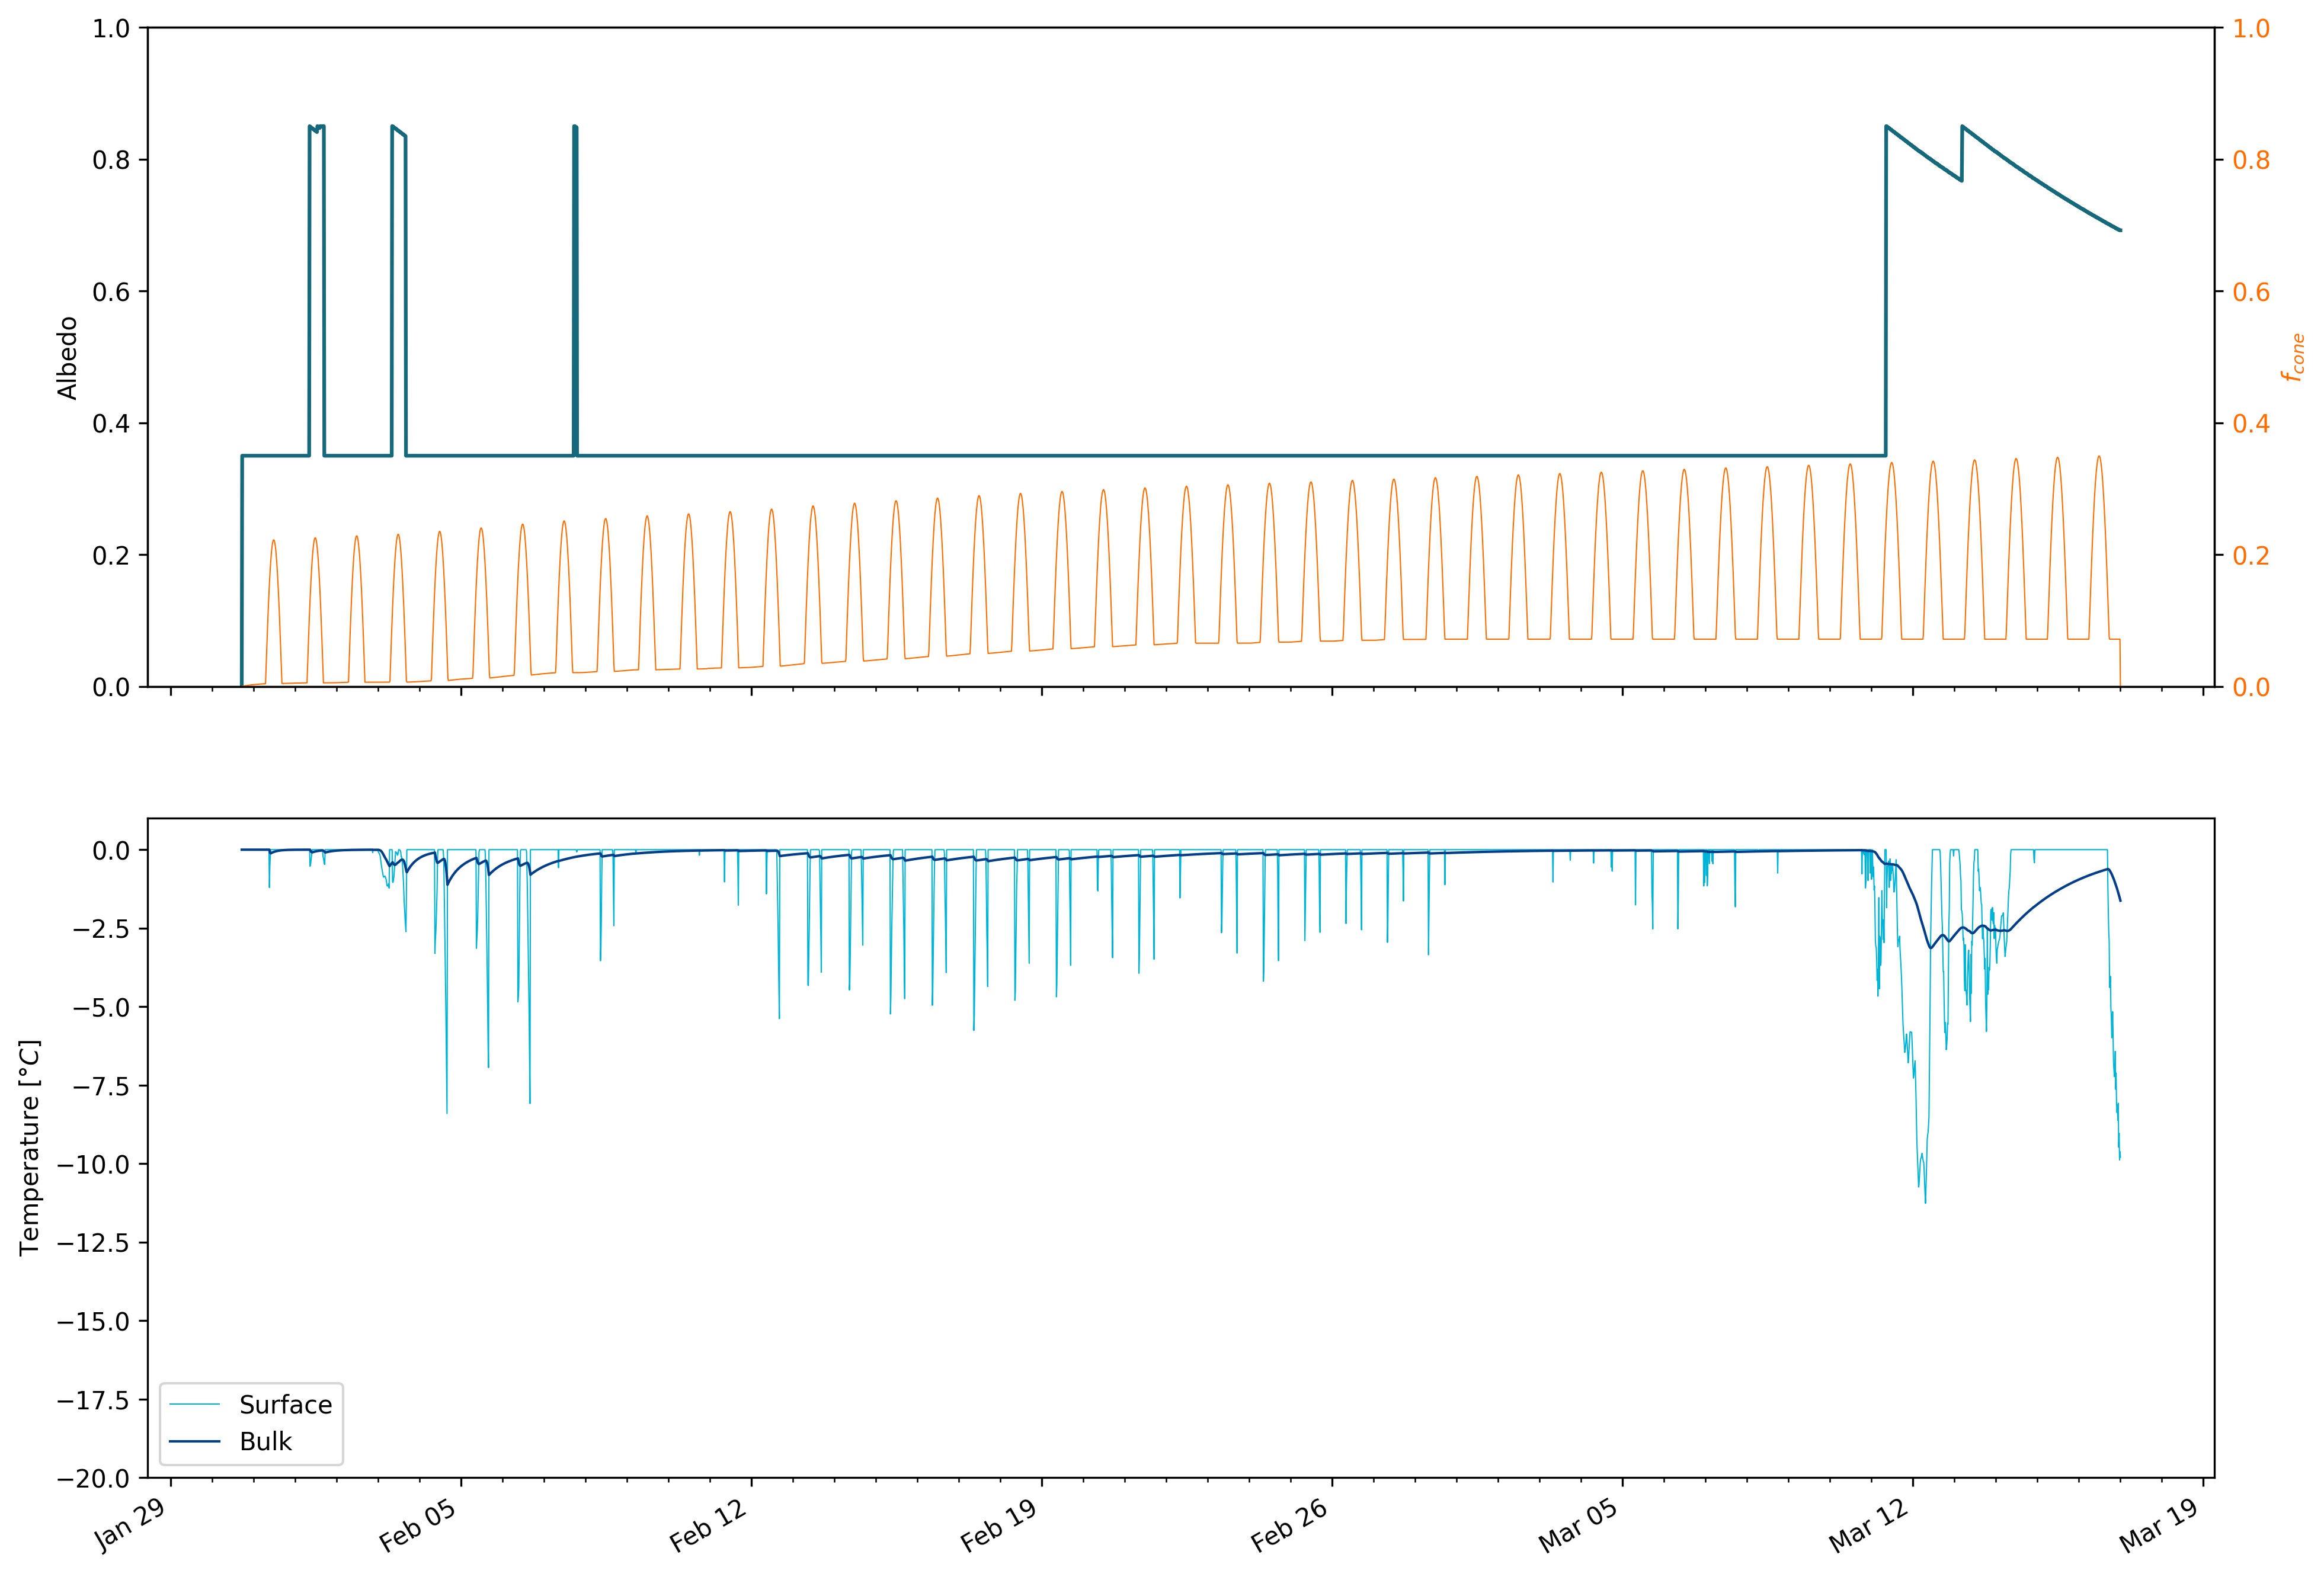 1.0
0.8
0.6
0.4
0.2
0.0
Albedo
1.0
0.8
0.6
0.4
0.2
0.0
f_cone
0.0
−2.5
−5.0
−7.5
−10.0
−12.5
−15.0
−17.5
−20.0
Temperature [°C]
Surface
Bulk
Jan 29
Feb 05
Feb 12
Feb 19
Feb 26
Mar 05
Mar 12
Mar 19